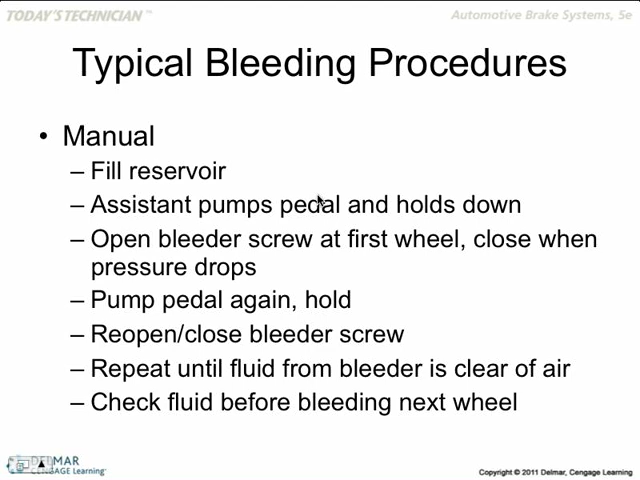 TODAY'S TECHNICIAN™
Automotive Brake Systems, 5e
Typical Bleeding Procedures
• Manual
– Fill reservoir
– Assistant pumps pedal and holds down
– Open bleeder screw at first wheel, close when
pressure drops
– Pump pedal again, hold
– Reopen/close bleeder screw
– Repeat until fluid from bleeder is clear of air
– Check fluid before bleeding next wheel
DELMAR
CENGAGE Learning™
Copyright © 2011 Delmar, Cengage Learning